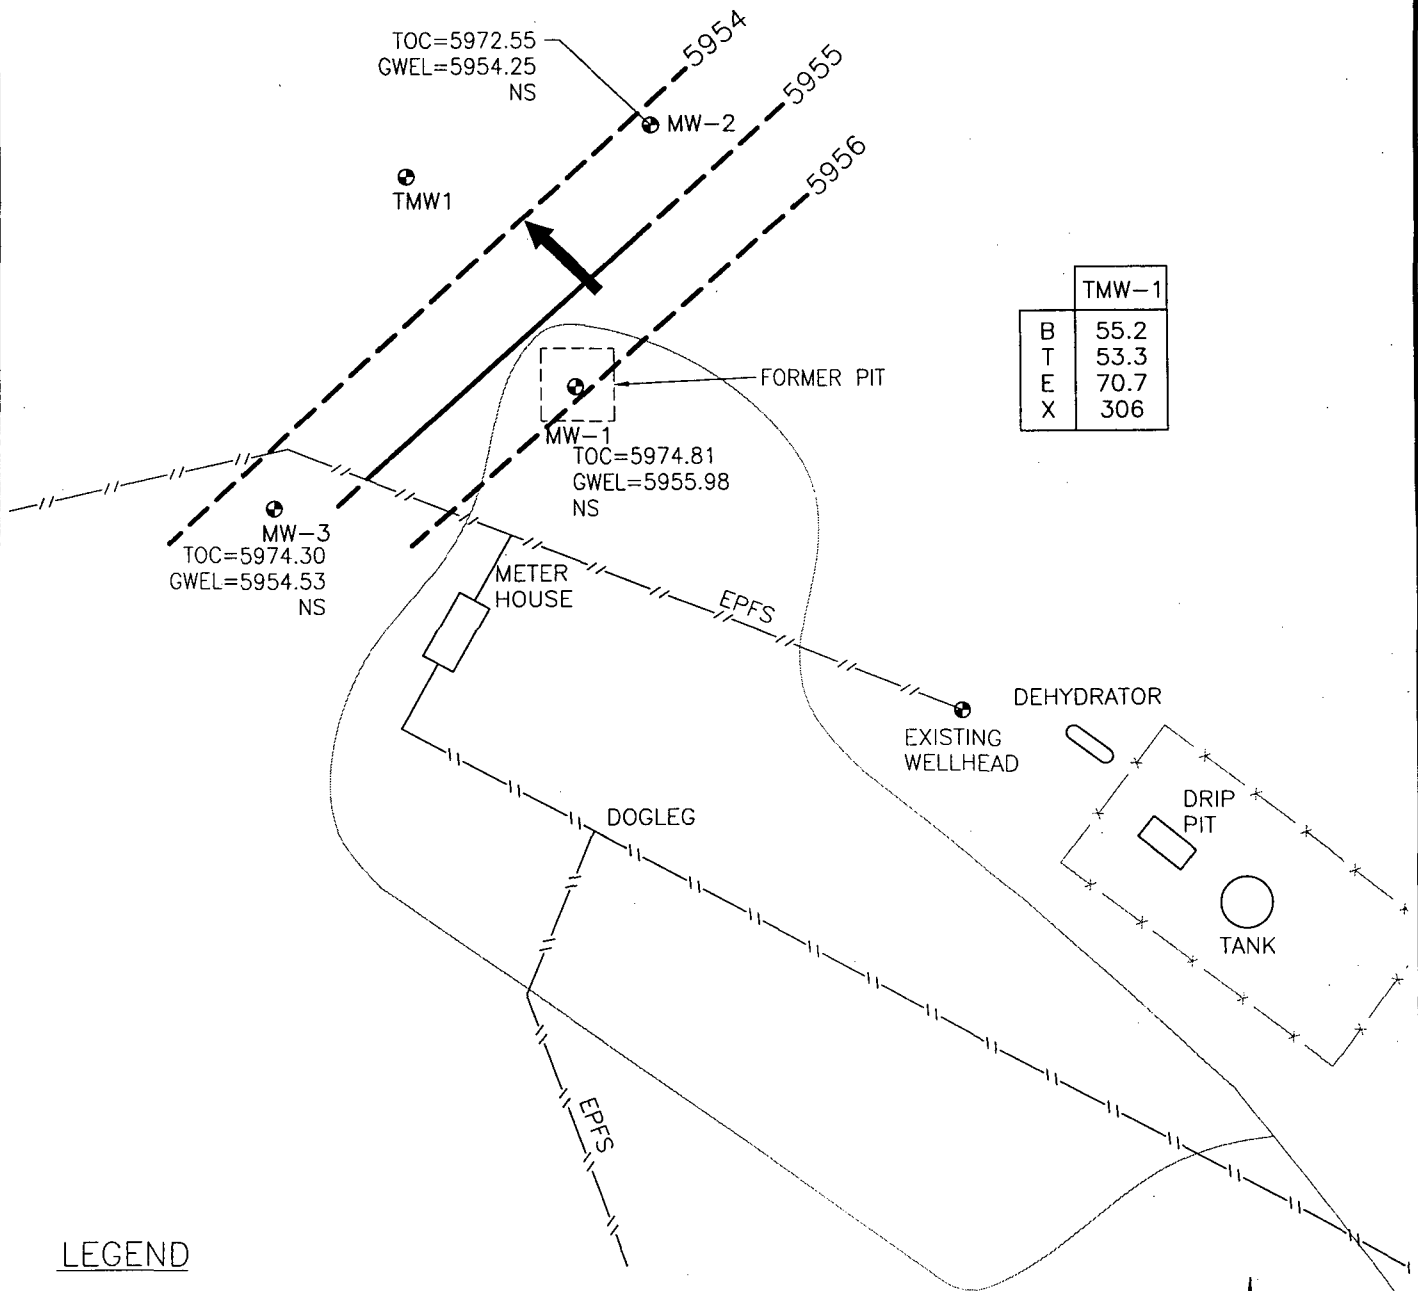 TOC=5972.55
GWEL=5954.25
NS
5954
5955
5956
MW-2
TMW1
TMW-1
B 55.2
T 53.3
E 70.7
X 306
FORMER PIT
MW-1
TOC=5974.81
GWEL=5955.98
NS
MW-3
TOC=5974.30
GWEL=5954.53
NS
METER
HOUSE
EPFS
EXISTING
WELLHEAD
DEHYDRATOR
DRIP
PIT
TANK
DOGLEG
EPFS
LEGEND